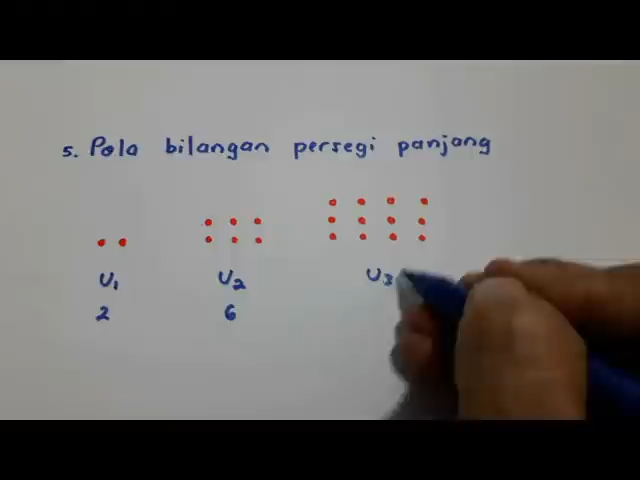 5. Pola bilangan persegi panjang
U₁ U₂ U₃
2 6